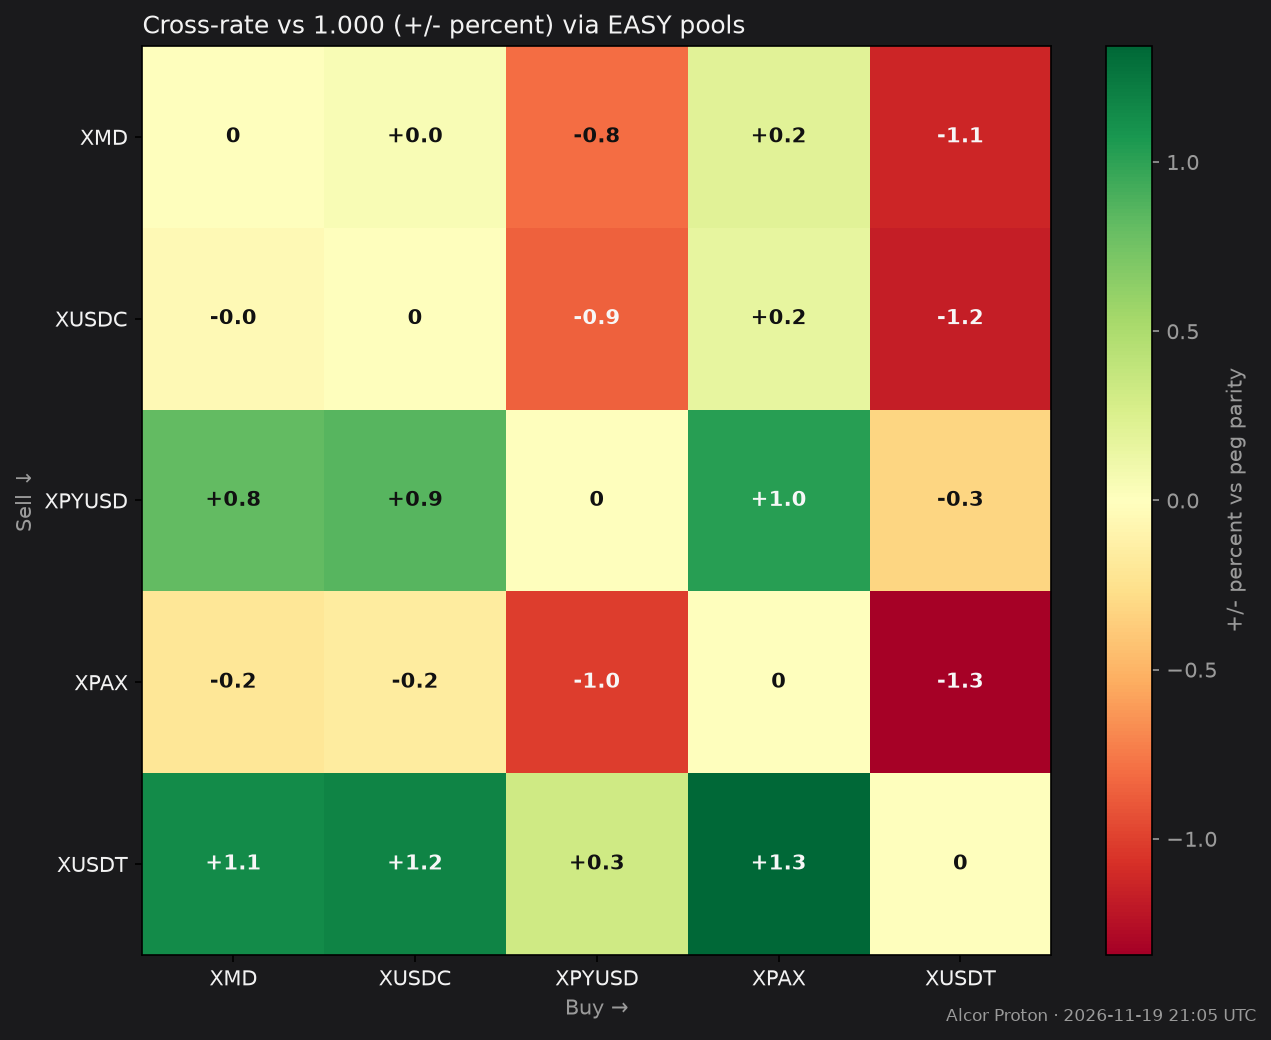 Cross-rate vs 1.000 (+/- percent) via EASY pools
XMD 0 +0.0 -0.8 +0.2 -1.1
XUSDC -0.0 0 -0.9 +0.2 -1.2
XPYUSD +0.8 +0.9 0 +1.0 -0.3
XPAX -0.2 -0.2 -1.0 0 -1.3
XUSDT +1.1 +1.2 +0.3 +1.3 0
XMD XUSDC XPYUSD XPAX XUSDT
Sell ↓
Buy →
1.0
0.5
0.0
−0.5
−1.0
+/- percent vs peg parity
Alcor Proton · 2026-11-19 21:05 UTC